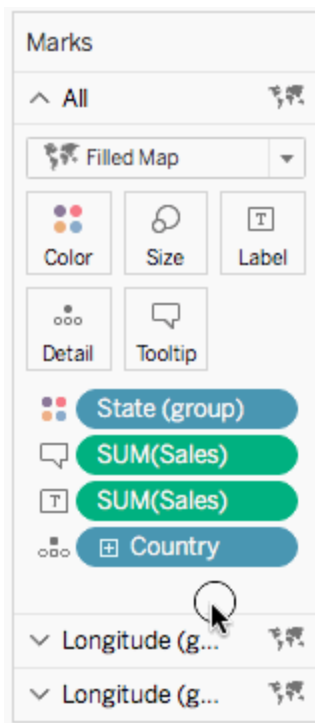 Marks
All
Filled Map
Color Size Label
Detail Tooltip
State (group)
SUM(Sales)
T SUM(Sales)
Country
Longitude (g...
Longitude (g...